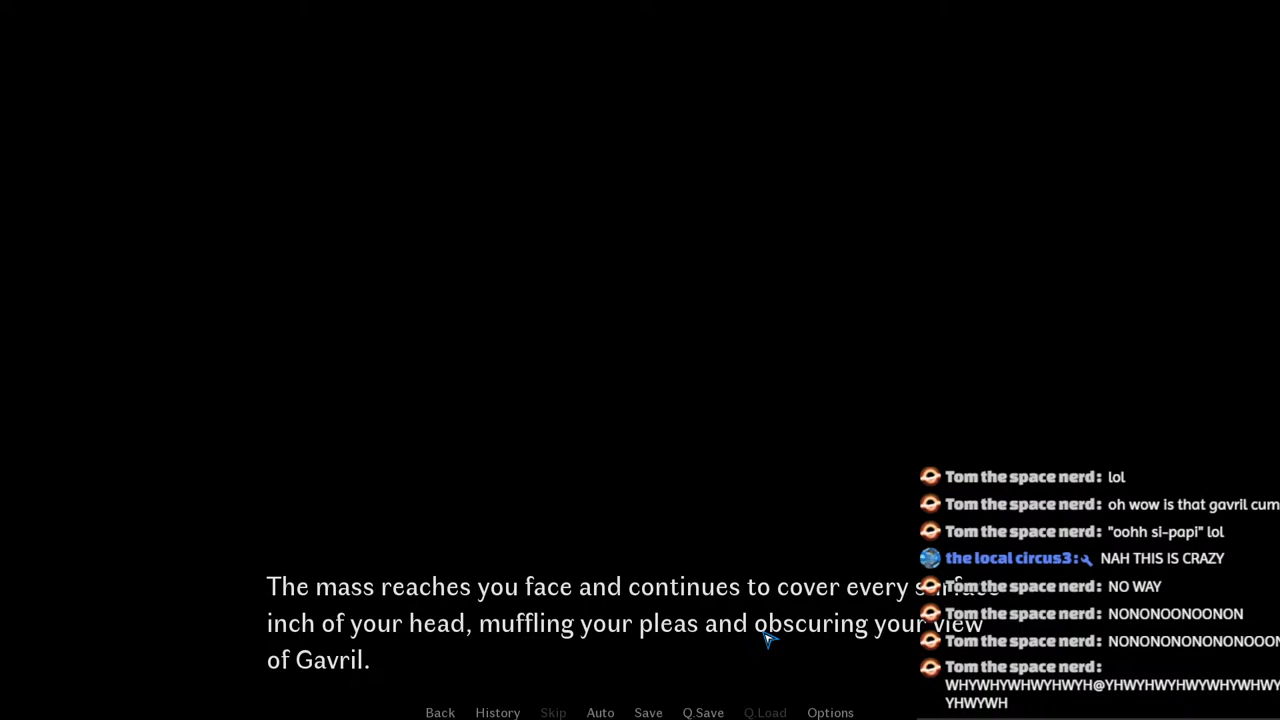 Tom the space nerd: lol
Tom the space nerd: oh wow is that gavril cum
Tom the space nerd: "oohh si-papi" lol
the local circus3: NAH THIS IS CRAZY
The mass reaches you face and continues to cover every surface
Tom the space nerd: NO WAY
Tom the space nerd: NONONOONOONON
inch of your head, muffling your pleas and obscuring your view
Tom the space nerd: NONONONONONONOOON
of Gavril.
Tom the space nerd:
WHYWHYWHWYHWYH@YHWYHWYHWYWHYWHWY
YHWYWH
Back History Skip Auto Save Q.Save Q.Load Options